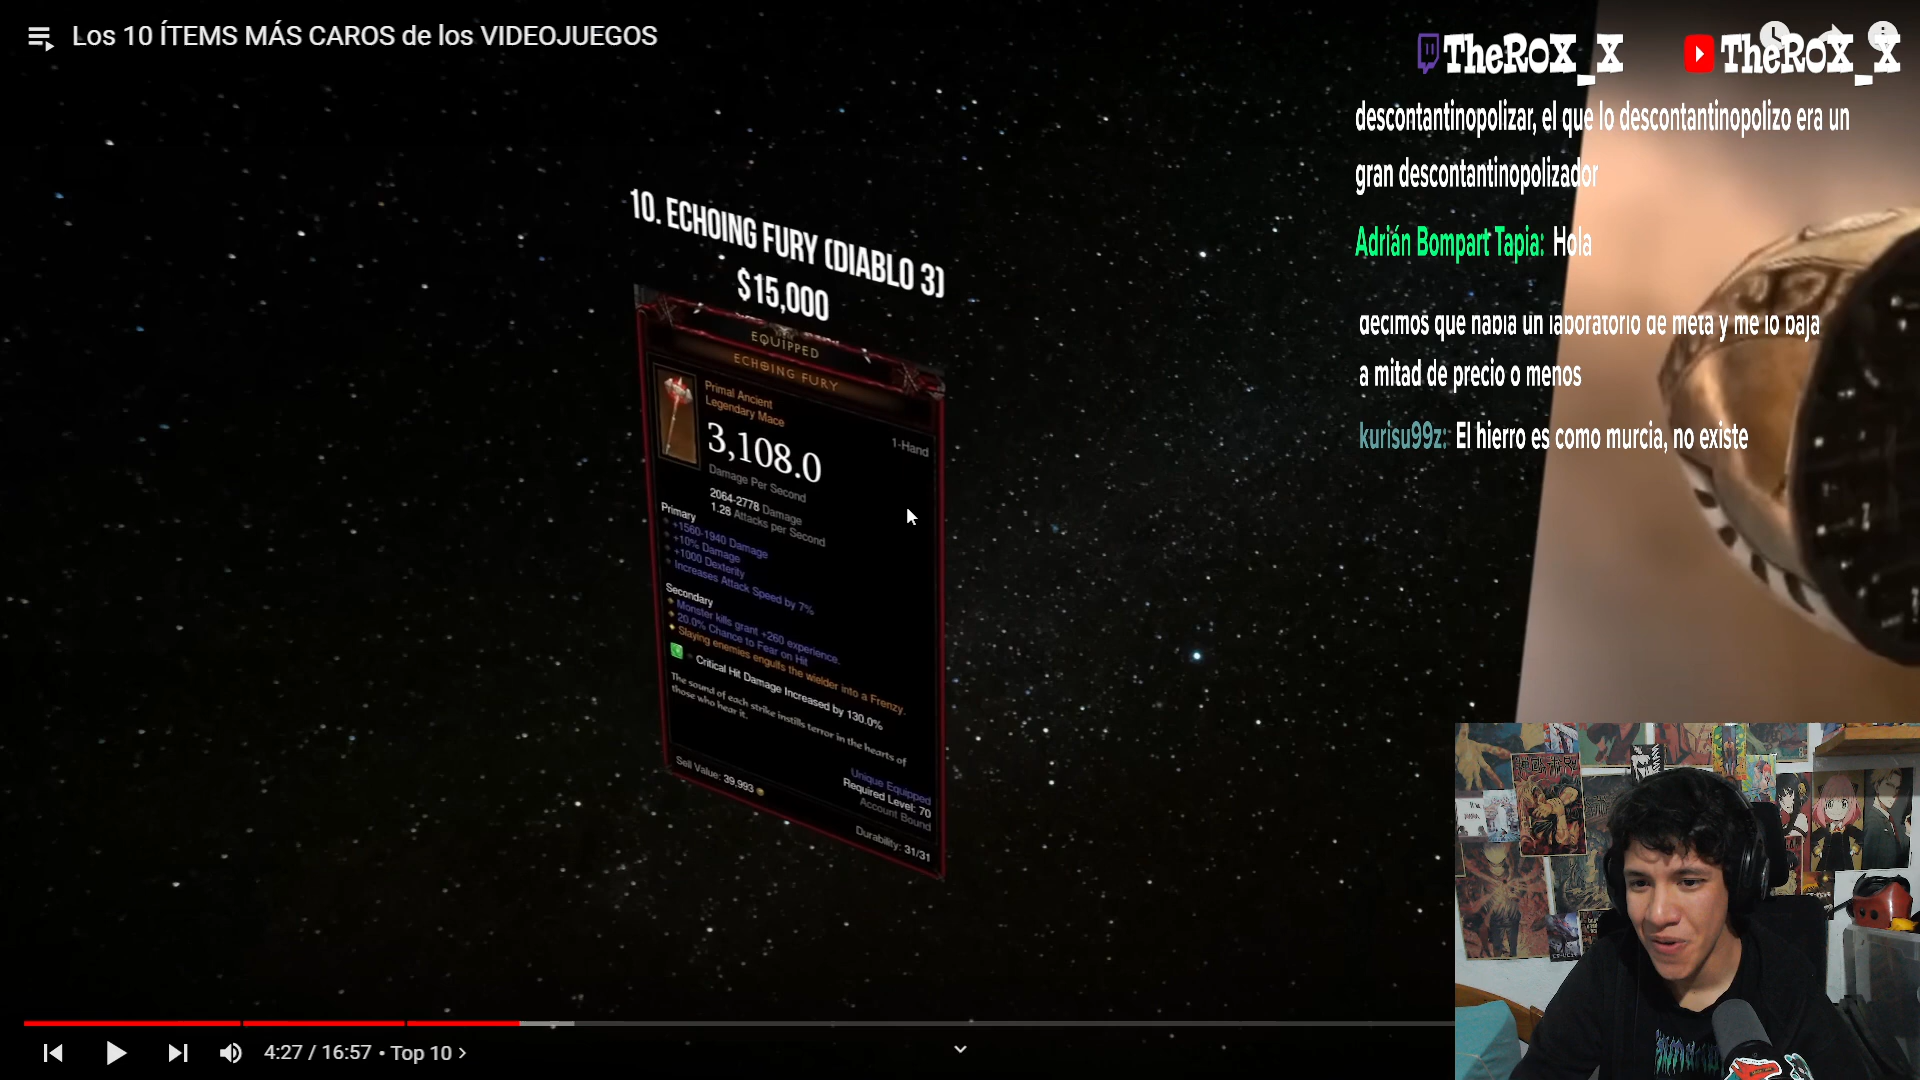 Los 10 ÍTEMS MÁS CAROS de los VIDEOJUEGOS
TheRoX_X
TheRoX_X
descontantinopolizar, el que lo descontantinopolizo era un
gran descontantinopolizador
Adrián Bompart Tapia: Hola
decimos que había un laboratorio de meta y me lo baja
a mitad de precio o menos
kurisu99z: El hierro es como murcia, no existe
10. ECHOING FURY (DIABLO 3)
$15,000
EQUIPPED
ECHOING FURY
Primal Ancient
Legendary Mace
1-Hand
3,108.0
Damage Per Second
2064-2778 Damage
1.28 Attacks per Second
Primary
+1560-1940 Damage
+10% Damage
+1000 Dexterity
Increases Attack Speed by 7%
Secondary
Monster kills grant +260 experience.
20.0% Chance to Fear on Hit
Slaying enemies engulfs the wielder into a Frenzy.
Critical Hit Damage Increased by 130.0%
The sound of each strike instills terror in the hearts of
those who hear it.
Unique Equipped
Required Level: 70
Account Bound
Sell Value: 39,993
Durability: 31/31
4:27 / 16:57 • Top 10 >